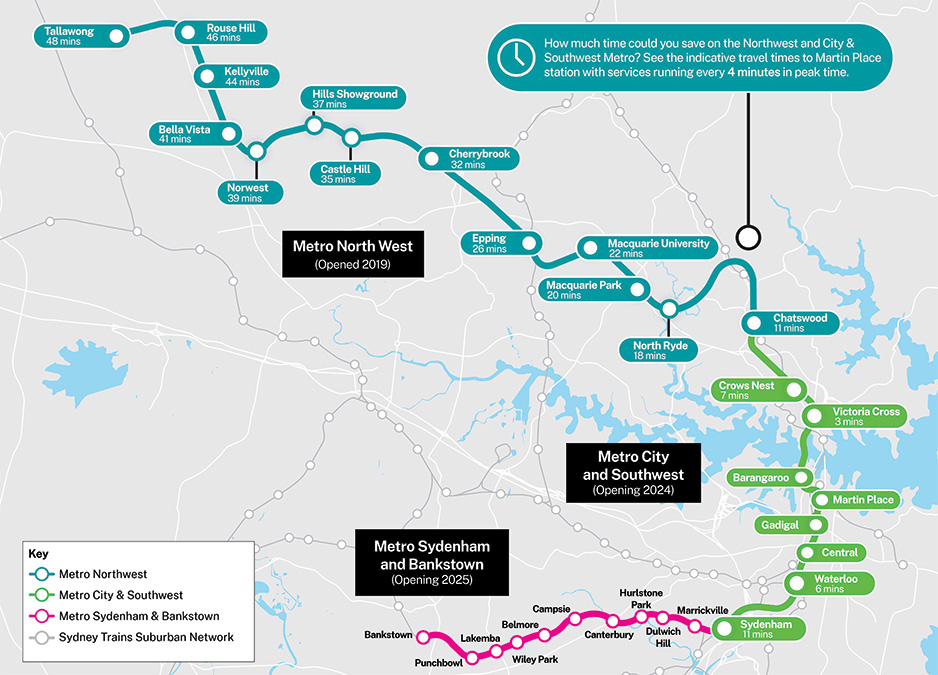 Tallawong
48 mins
Rouse Hill
46 mins
Kellyville
44 mins
Bella Vista
41 mins
Norwest
39 mins
Hills Showground
37 mins
Castle Hill
35 mins
Cherrybrook
32 mins
How much time could you save on the Northwest and City &
Southwest Metro? See the indicative travel times to Martin Place
station with services running every 4 minutes in peak time.
Metro North West
(Opened 2019)
Epping
26 mins
Macquarie University
22 mins
Macquarie Park
20 mins
North Ryde
18 mins
Chatswood
11 mins
Crows Nest
7 mins
Victoria Cross
3 mins
Metro City
and Southwest
(Opening 2024)
Barangaroo
Martin Place
Gadigal
Central
Waterloo
6 mins
Sydenham
11 mins
Metro Sydenham
and Bankstown
(Opening 2025)
Marrickville
Dulwich
Hill
Hurlstone
Park
Canterbury
Campsie
Belmore
Wiley Park
Lakemba
Punchbowl
Bankstown
Key
Metro Northwest
Metro City & Southwest
Metro Sydenham & Bankstown
Sydney Trains Suburban Network